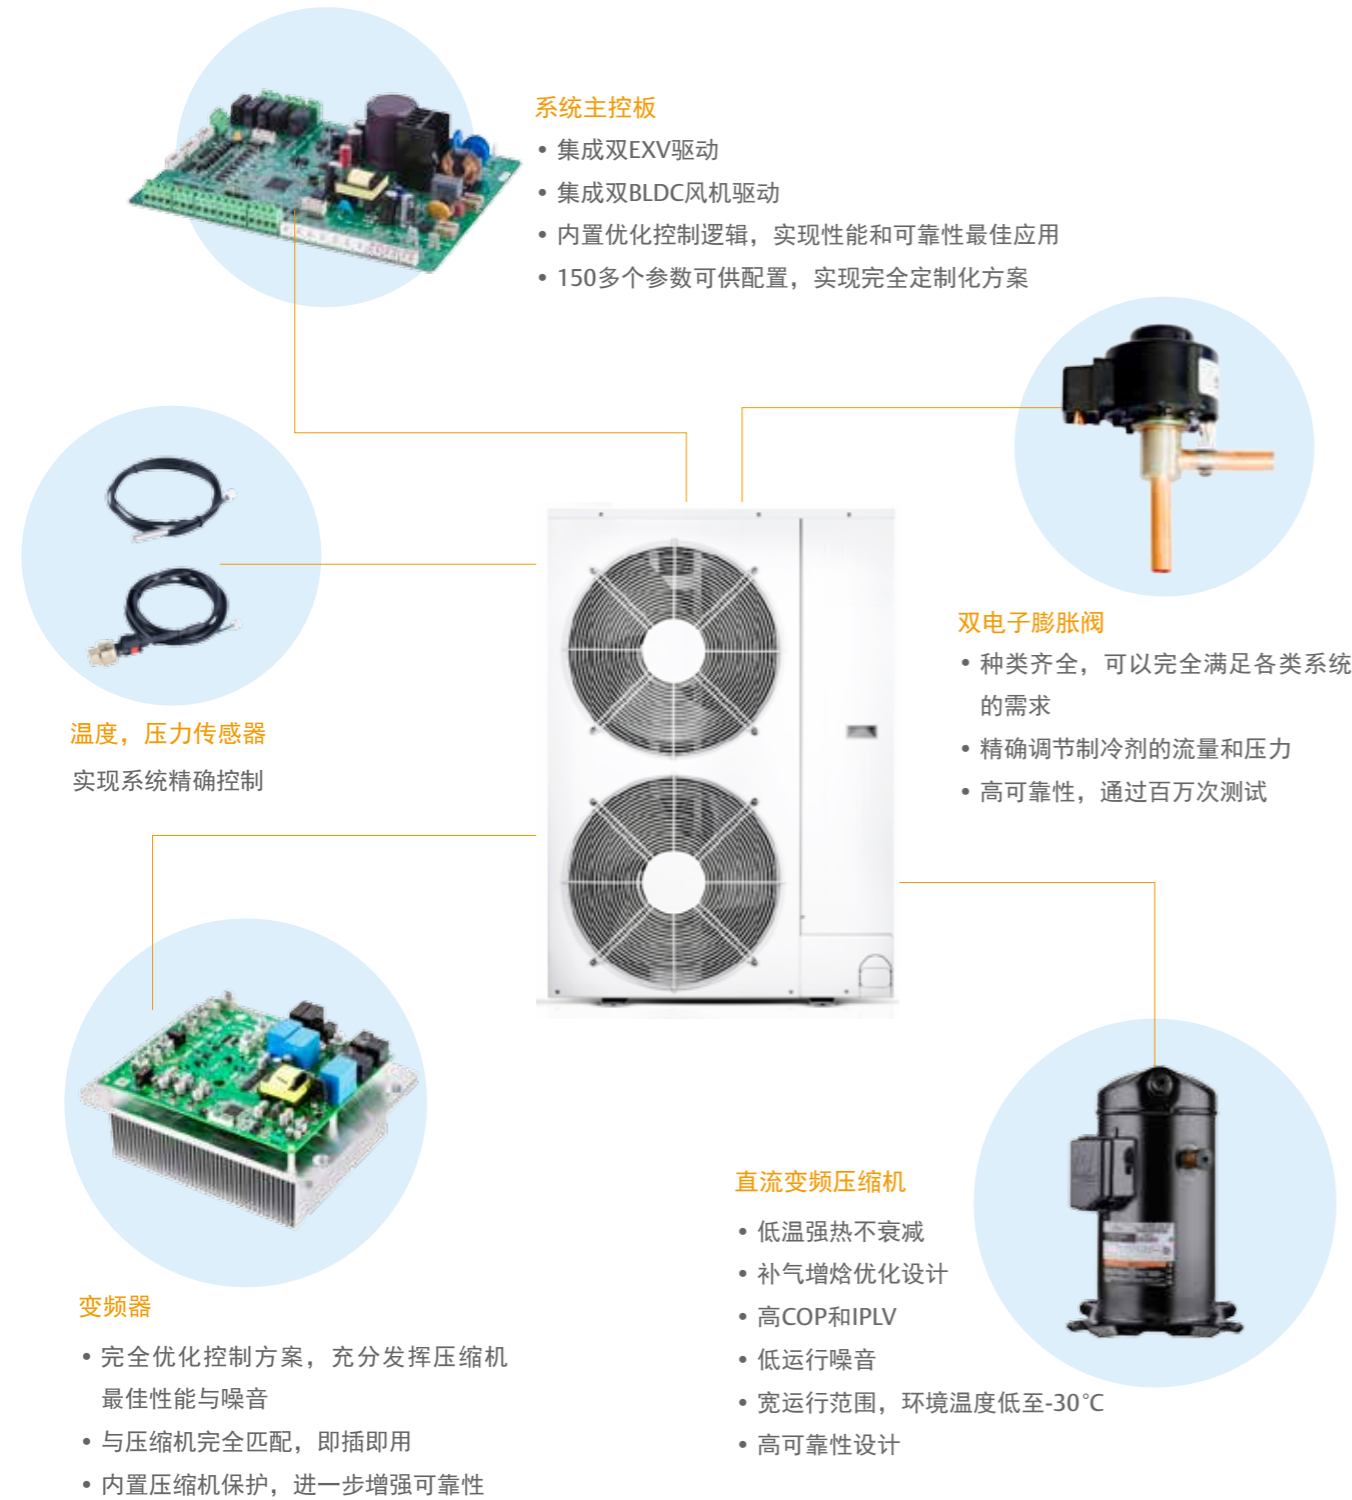 系统主控板
• 集成双EXV驱动
• 集成双BLDC风机驱动
• 内置优化控制逻辑，实现性能和可靠性最佳应用
• 150多个参数可供配置，实现完全定制化方案
双电子膨胀阀
• 种类齐全，可以完全满足各类系统
的需求
• 精确调节制冷剂的流量和压力
• 高可靠性，通过百万次测试
温度，压力传感器
实现系统精确控制
变频器
• 完全优化控制方案，充分发挥压缩机
最佳性能与噪音
• 与压缩机完全匹配，即插即用
• 内置压缩机保护，进一步增强可靠性
直流变频压缩机
• 低温强热不衰减
• 补气增焓优化设计
• 高COP和IPLV
• 低运行噪音
• 宽运行范围，环境温度低至-30℃
• 高可靠性设计